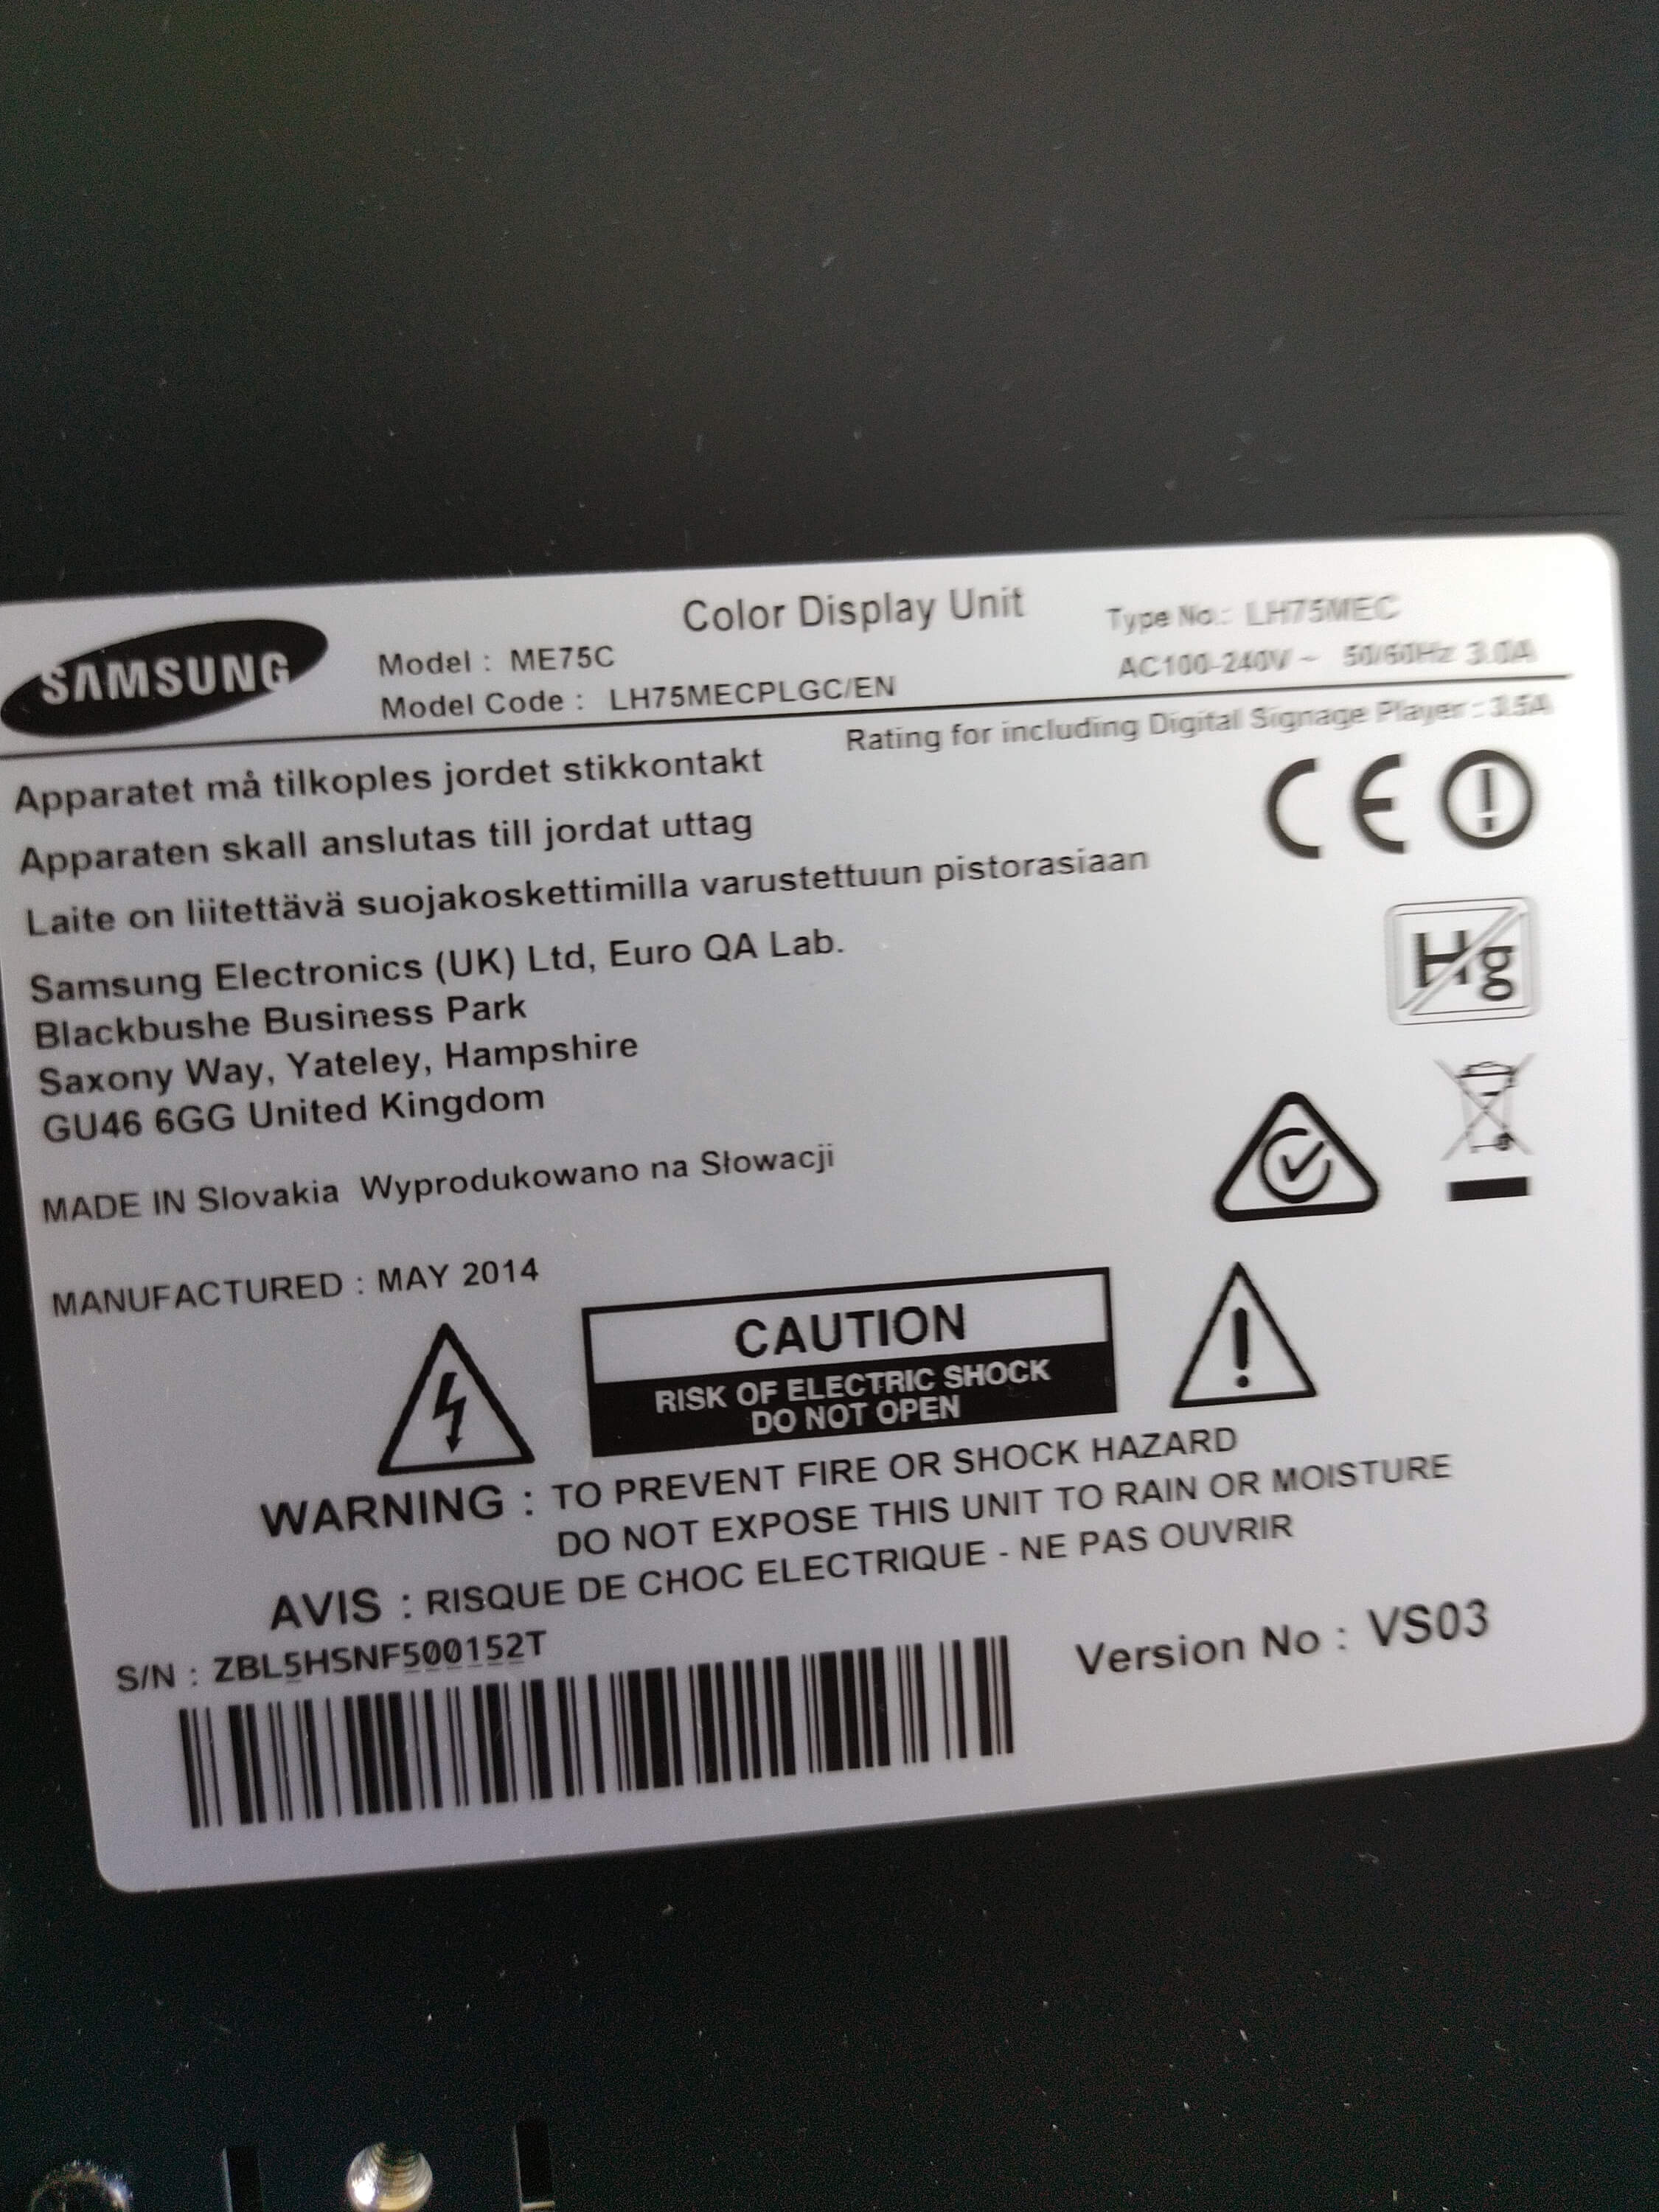 SAMSUNG
Color Display Unit
Model : ME75C
Type No.: LH75MEC
Model Code : LH75MECPLGC/EN
AC100-240V ~ 50/60Hz 3.0A
Rating for including Digital Signage Player : 3.5A
Apparatet må tilkoples jordet stikkontakt
Apparaten skall anslutas till jordat uttag
Laite on liitettävä suojakoskettimilla varustettuun pistorasiaan
CE
Samsung Electronics (UK) Ltd, Euro QA Lab.
Blackbushe Business Park
Saxony Way, Yateley, Hampshire
GU46 6GG United Kingdom
Hg
MADE IN Slovakia Wyprodukowano na Słowacji
MANUFACTURED : MAY 2014
CAUTION
RISK OF ELECTRIC SHOCK
DO NOT OPEN
WARNING : TO PREVENT FIRE OR SHOCK HAZARD
DO NOT EXPOSE THIS UNIT TO RAIN OR MOISTURE
AVIS : RISQUE DE CHOC ELECTRIQUE - NE PAS OUVRIR
S/N : ZBL5HSNF500152T
Version No : VS03